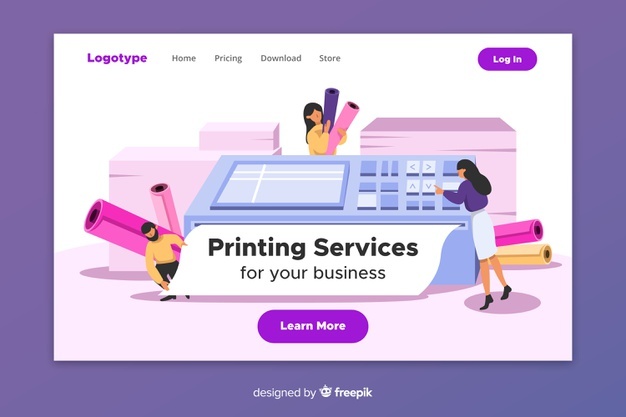 Logotype Home Pricing Download Store Log In
Printing Services
for your business
Learn More
designed by freepik